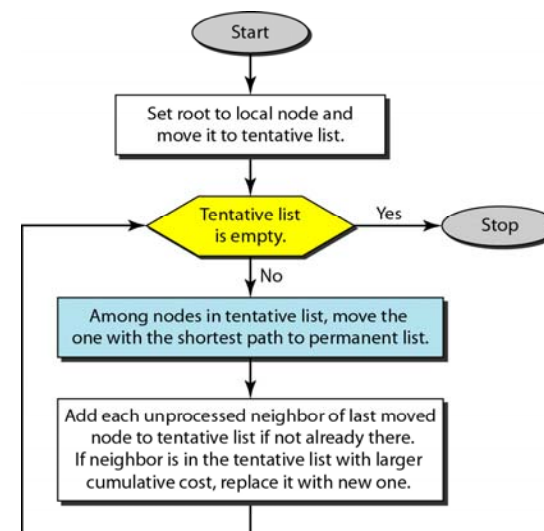 Start
Set root to local node and
move it to tentative list.
Tentative list
is empty.
Yes
Stop
No
Among nodes in tentative list, move the
one with the shortest path to permanent list.
Add each unprocessed neighbor of last moved
node to tentative list if not already there.
If neighbor is in the tentative list with larger
cumulative cost, replace it with new one.